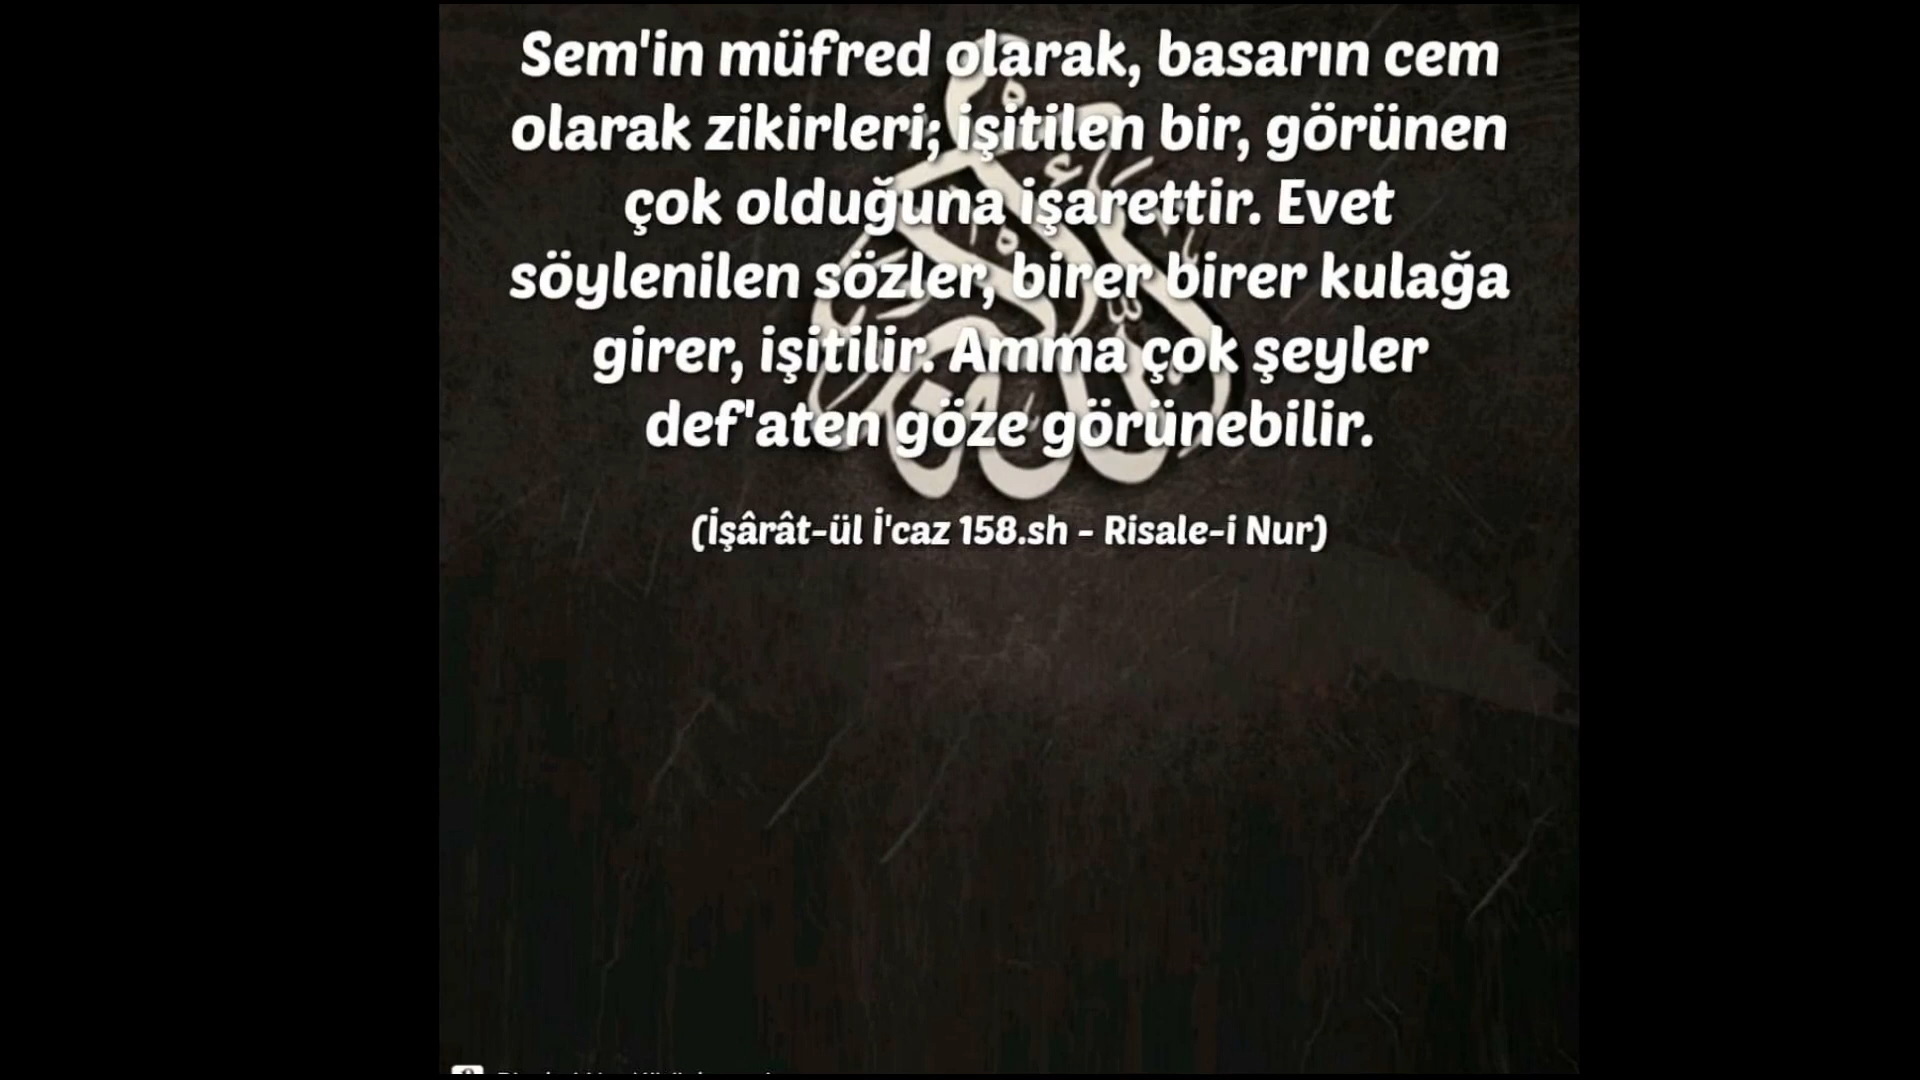 Sem'in müfred olarak, basarın cem
olarak zikirleri; işitilen bir, görünen
çok olduğuna işarettir. Evet
söylenilen sözler, birer birer kulağa
girer, işitilir. Amma çok şeyler
def'aten göze görünebilir.
(İşârât-ül İ'caz 158.sh - Risale-i Nur)